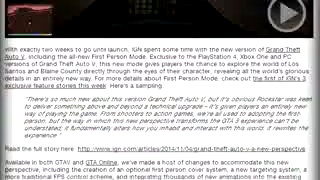 With exactly two weeks to go until launch, IGN spent some time with the new version of Grand Theft
Auto V, including the all-new First Person Mode. Exclusive to the PlayStation 4, Xbox One and PC
versions of Grand Theft Auto V, this new mode gives players the chance to explore the world of Los
Santos and Blaine County directly through the eyes of their character, revealing all the world's glorious
details in an entirely new way. For more details about First Person Mode, check out the first of IGN's 3
exclusive feature stories this week. Here's a sampling.
"There's so much new about this version Grand Theft Auto V, but it's obvious Rockstar was keen
to deliver something above and beyond a technical upgrade - it's given players an entirely new
way of playing the game. From shooters to action games, we're all used to adopting the first-
person, but the way in which this new perspective transforms the GTA 5 experience can't be
understated; it fundamentally alters how you inhabit and interact with this world. It rewrites the
experience."
Read the full story here: http://www.ign.com/articles/2014/11/04/grand-theft-auto-v-a-new-perspective
Available in both GTAV and GTA Online, we've made a host of changes to accommodate this new
perspective, including the creation of an optional first person cover system, a new targeting system, a
more traditional FPS control scheme, and integrating thousands of new animations into the existing